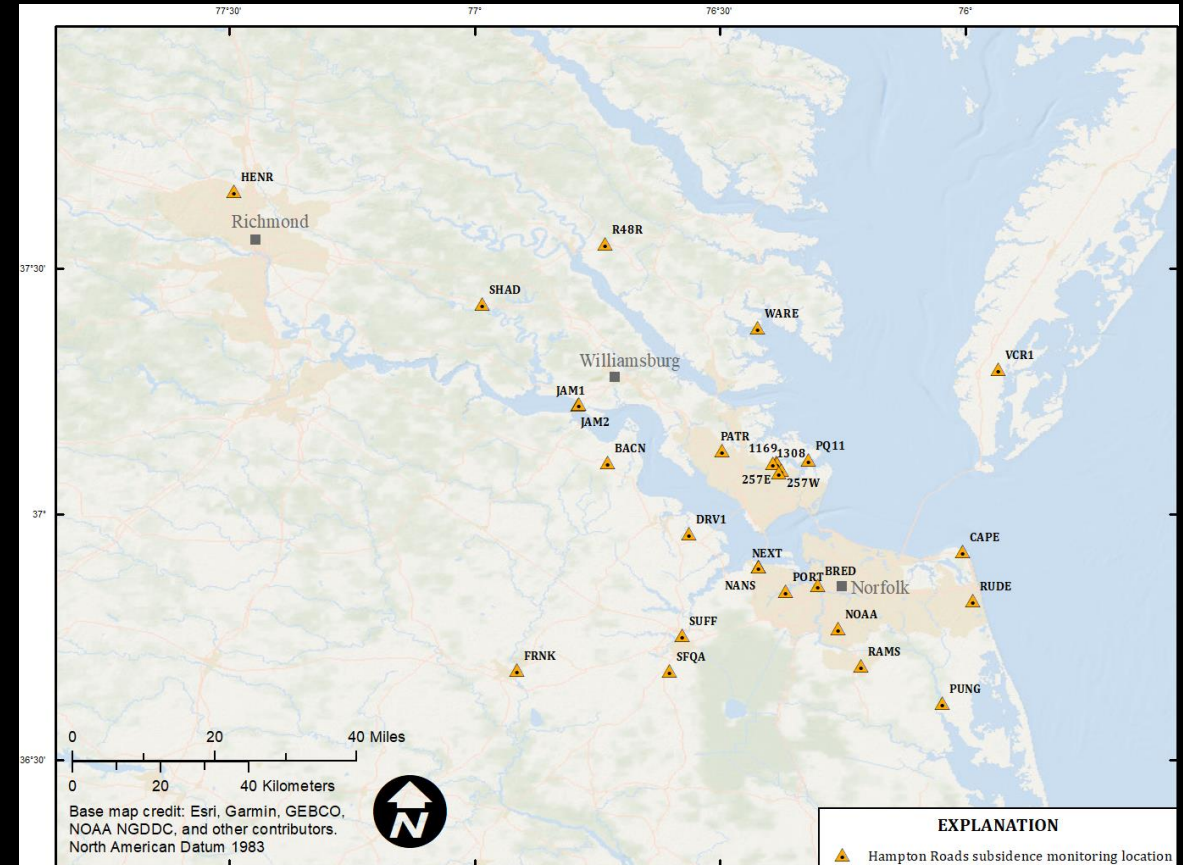 77°30'
77°
76°30'
76°
HENR
Richmond
R48R
37°30'
SHAD
WARE
Williamsburg
VCR1
JAM1
JAM2
PATR
1169
1308
PQ11
BACN
257E
257W
37°
DRV1
CAPE
NEXT
NANS
PORT
BRED
Norfolk
RUDE
NOAA
SUFF
RAMS
FRNK
SFQA
PUNG
0 20 40 Miles
36°30'
0 20 40 Kilometers
Base map credit: Esri, Garmin, GEBCO,
NOAA NGDDC, and other contributors.
North American Datum 1983
N
EXPLANATION
Hampton Roads subsidence monitoring location